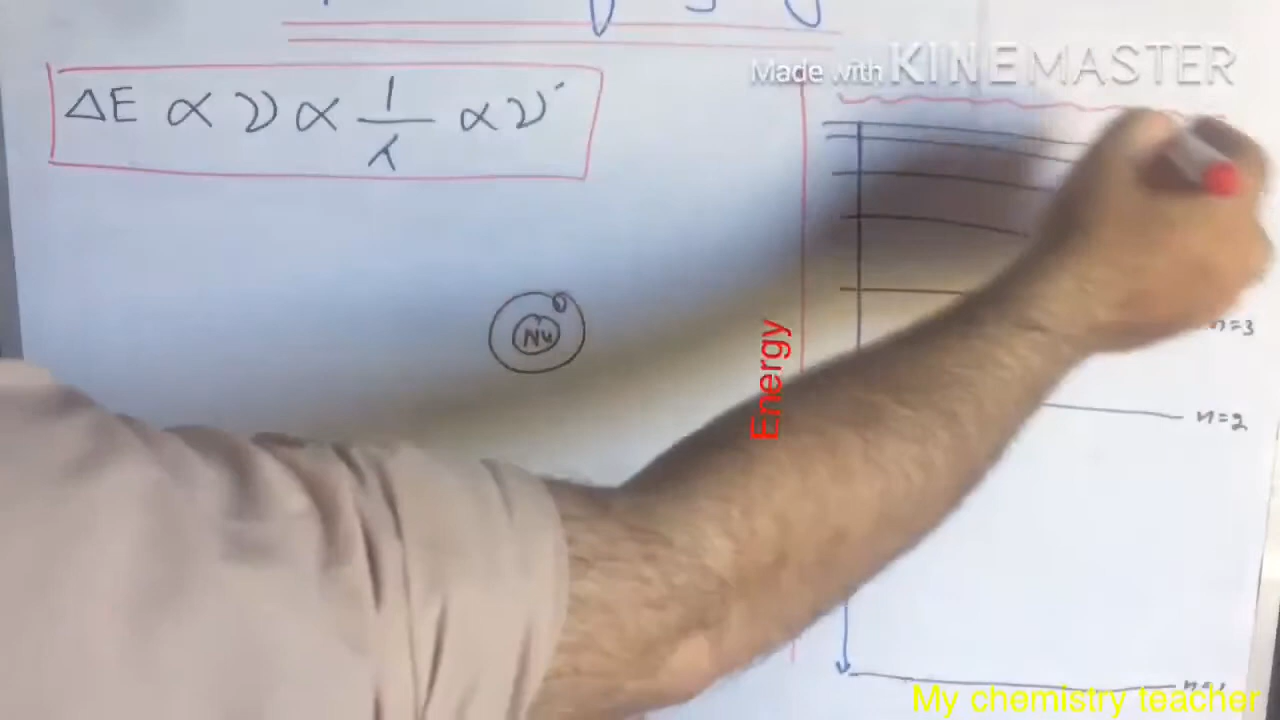 Made with KINEMASTER
ΔE ∝ ν ∝ 1/λ ∝ ν̄
Nu
Energy
n=3
n=2
My chemistry teacher